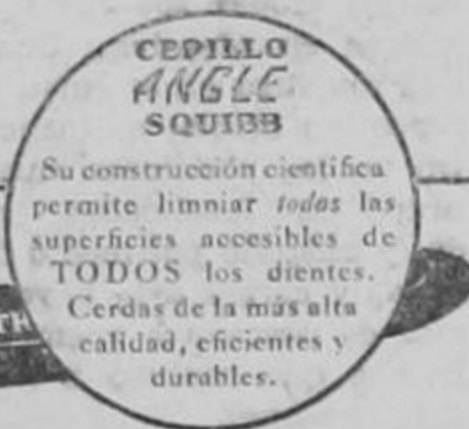 CEPILLO
ANGLE
SQUIBB
Su construcción científica
permite limniar todas las
superficies accesibles de
TODOS los dientes.
Cerdas de la más alta
calidad, eficientes y
durables.
TH